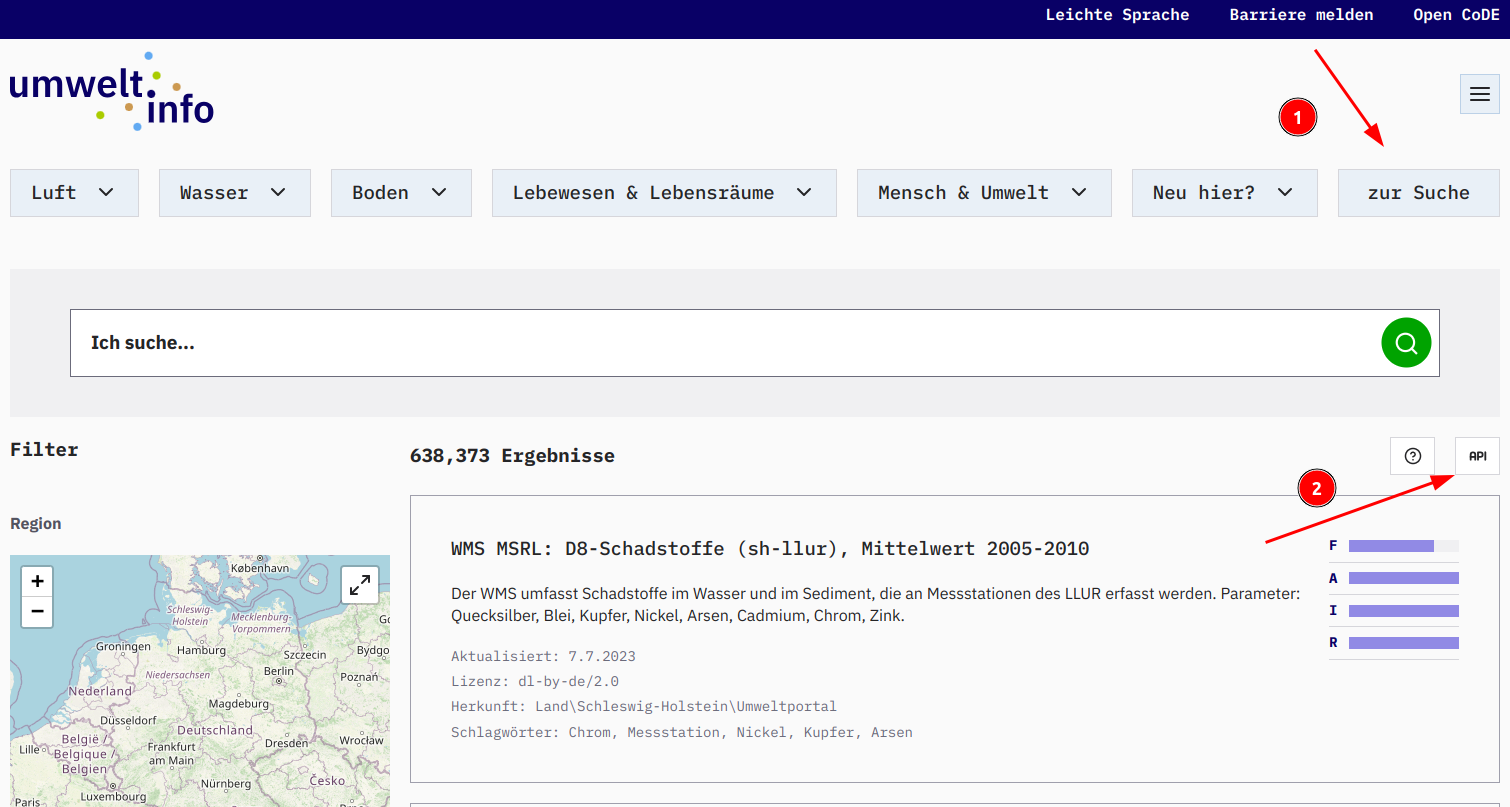 Leichte Sprache Barriere melden Open CoDE
umwelt.info
1
Luft Wasser Boden Lebewesen & Lebensräume Mensch & Umwelt Neu hier? zur Suche
Ich suche...
Filter
638,373 Ergebnisse
API
2
Region
WMS MSRL: D8-Schadstoffe (sh-llur), Mittelwert 2005-2010
F
A
I
R
Der WMS umfasst Schadstoffe im Wasser und im Sediment, die an Messstationen des LLUR erfasst werden. Parameter:
Quecksilber, Blei, Kupfer, Nickel, Arsen, Cadmium, Chrom, Zink.
Aktualisiert: 7.7.2023
Lizenz: dl-by-de/2.0
Herkunft: Land\Schleswig-Holstein\Umweltportal
Schlagwörter: Chrom, Messstation, Nickel, Kupfer, Arsen
+
−
København
Schleswig-
Holstein
Mecklenburg-
Vorpommern
Groningen
Hamburg
Szczecin
Bydgo
Niedersachsen
Berlin
Poznań
Nederland
Magdeburg
Düsseldorf
Deutschland
Lille
België /
Belgique /
Belgien
Frankfurt
am Main
Dresden
Wrocław
Nürnberg
Česko
Luxembourg
Paris